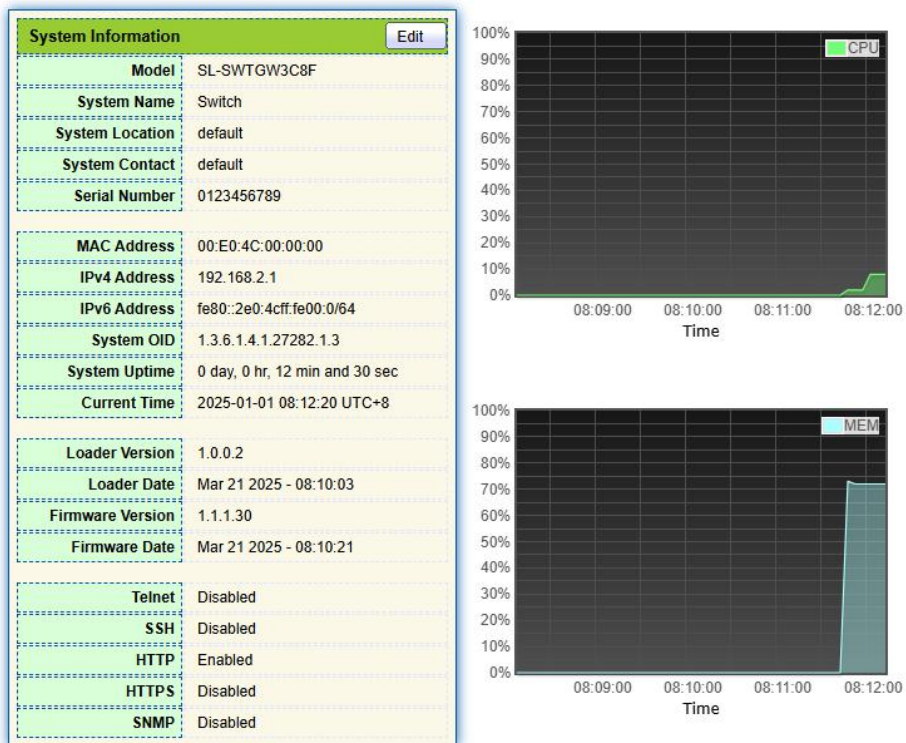 System Information
Edit
Model SL-SWTGW3C8F
System Name Switch
System Location default
System Contact default
Serial Number 0123456789
MAC Address 00:E0:4C:00:00:00
IPv4 Address 192.168.2.1
IPv6 Address fe80::2e0:4cff:fe00:0/64
System OID 1.3.6.1.4.1.27282.1.3
System Uptime 0 day, 0 hr, 12 min and 30 sec
Current Time 2025-01-01 08:12:20 UTC+8
Loader Version 1.0.0.2
Loader Date Mar 21 2025 - 08:10:03
Firmware Version 1.1.1.30
Firmware Date Mar 21 2025 - 08:10:21
Telnet Disabled
SSH Disabled
HTTP Enabled
HTTPS Disabled
SNMP Disabled
100%
CPU
90%
80%
70%
60%
50%
40%
30%
20%
10%
0%
08:09:00 08:10:00 08:11:00 08:12:00
Time
100%
MEM
90%
80%
70%
60%
50%
40%
30%
20%
10%
0%
08:09:00 08:10:00 08:11:00 08:12:00
Time